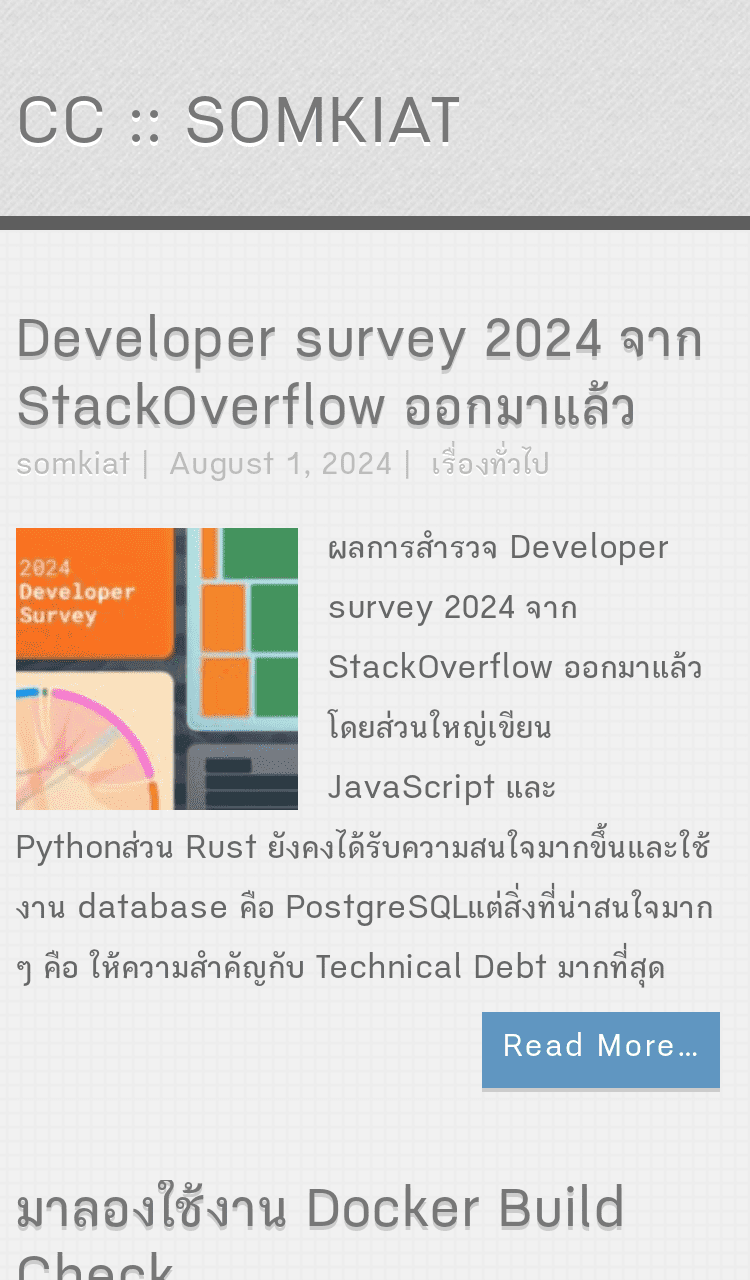 CC :: SOMKIAT
Developer survey 2024 จาก
StackOverflow ออกมาแล้ว
somkiat | August 1, 2024 | เรื่องทั่วไป
2024
Developer
Survey
ผลการสำรวจ Developer
survey 2024 จาก
StackOverflow ออกมาแล้ว
โดยส่วนใหญ่เขียน
JavaScript และ
Pythonส่วน Rust ยังคงได้รับความสนใจมากขึ้นและใช้
งาน database คือ PostgreSQLแต่สิ่งที่น่าสนใจมาก
ๆ คือ ให้ความสำคัญกับ Technical Debt มากที่สุด
Read More...
มาลองใช้งาน Docker Build
Check